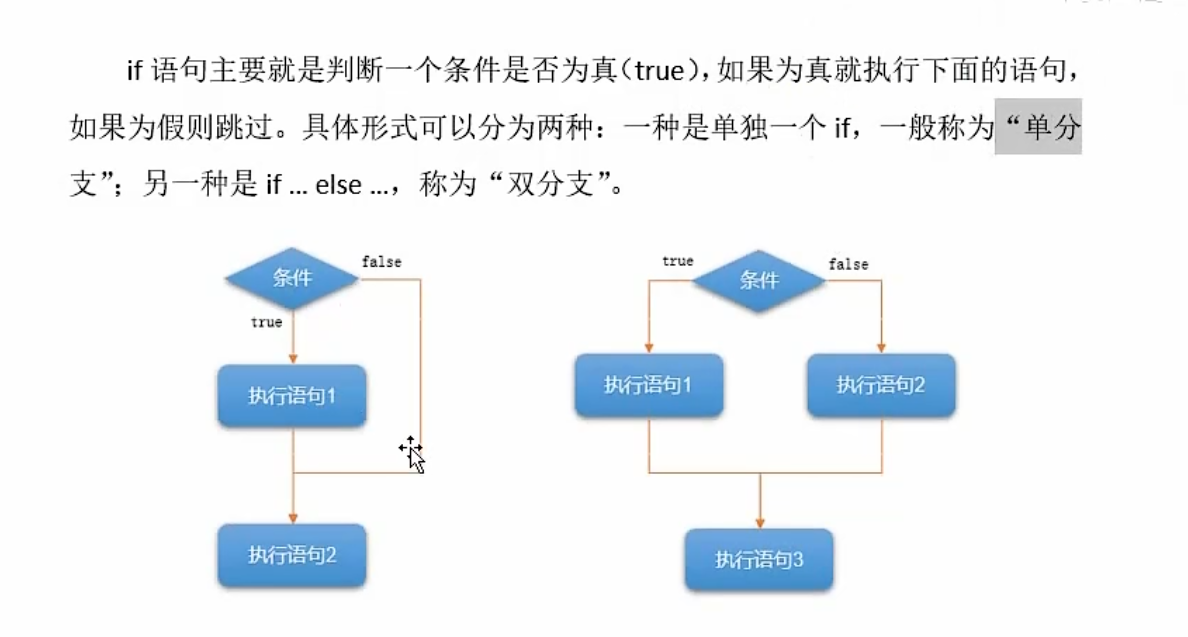 if 语句主要就是判断一个条件是否为真（true），如果为真就执行下面的语句，
如果为假则跳过。具体形式可以分为两种：一种是单独一个 if，一般称为“单分
支”；另一种是 if ... else ...，称为“双分支”。
条件
false
true
执行语句1
执行语句2
true
条件
false
执行语句1
执行语句2
执行语句3